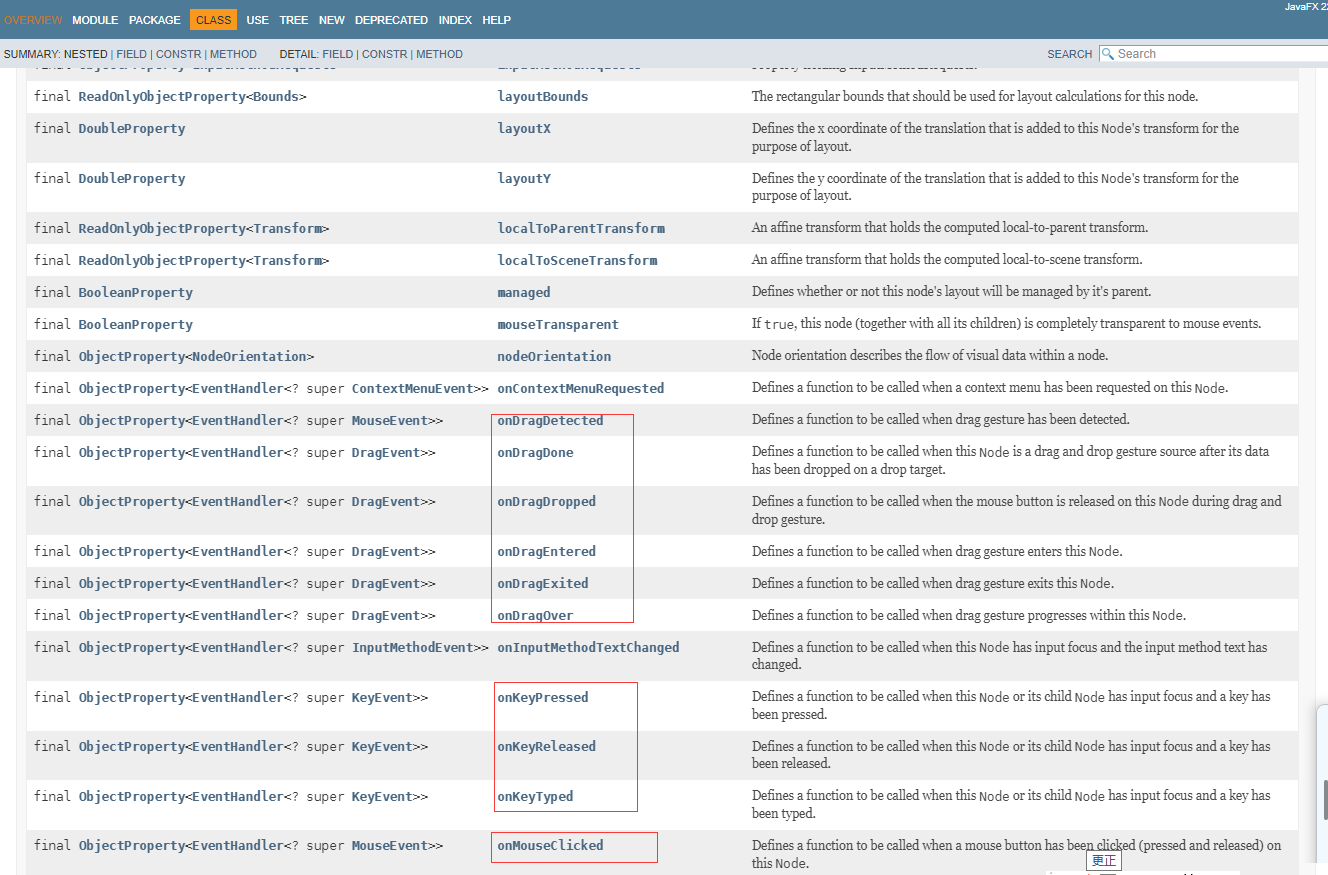 JavaFX 2
OVERVIEW MODULE PACKAGE CLASS USE TREE NEW DEPRECATED INDEX HELP
SUMMARY: NESTED | FIELD | CONSTR | METHOD DETAIL: FIELD | CONSTR | METHOD SEARCH Search
final ReadOnlyObjectProperty<Bounds> layoutBounds The rectangular bounds that should be used for layout calculations for this node.
final DoubleProperty layoutX Defines the x coordinate of the translation that is added to this Node's transform for the
purpose of layout.
final DoubleProperty layoutY Defines the y coordinate of the translation that is added to this Node's transform for the
purpose of layout.
final ReadOnlyObjectProperty<Transform> localToParentTransform An affine transform that holds the computed local-to-parent transform.
final ReadOnlyObjectProperty<Transform> localToSceneTransform An affine transform that holds the computed local-to-scene transform.
final BooleanProperty managed Defines whether or not this node's layout will be managed by it's parent.
final BooleanProperty mouseTransparent If true, this node (together with all its children) is completely transparent to mouse events.
final ObjectProperty<NodeOrientation> nodeOrientation Node orientation describes the flow of visual data within a node.
final ObjectProperty<EventHandler<? super ContextMenuEvent>> onContextMenuRequested Defines a function to be called when a context menu has been requested on this Node.
final ObjectProperty<EventHandler<? super MouseEvent>> onDragDetected Defines a function to be called when drag gesture has been detected.
final ObjectProperty<EventHandler<? super DragEvent>> onDragDone Defines a function to be called when this Node is a drag and drop gesture source after its data
has been dropped on a drop target.
final ObjectProperty<EventHandler<? super DragEvent>> onDragDropped Defines a function to be called when the mouse button is released on this Node during drag and
drop gesture.
final ObjectProperty<EventHandler<? super DragEvent>> onDragEntered Defines a function to be called when drag gesture enters this Node.
final ObjectProperty<EventHandler<? super DragEvent>> onDragExited Defines a function to be called when drag gesture exits this Node.
final ObjectProperty<EventHandler<? super DragEvent>> onDragOver Defines a function to be called when drag gesture progresses within this Node.
final ObjectProperty<EventHandler<? super InputMethodEvent>> onInputMethodTextChanged Defines a function to be called when this Node has input focus and the input method text has
changed.
final ObjectProperty<EventHandler<? super KeyEvent>> onKeyPressed Defines a function to be called when this Node or its child Node has input focus and a key has
been pressed.
final ObjectProperty<EventHandler<? super KeyEvent>> onKeyReleased Defines a function to be called when this Node or its child Node has input focus and a key has
been released.
final ObjectProperty<EventHandler<? super KeyEvent>> onKeyTyped Defines a function to be called when this Node or its child Node has input focus and a key has
been typed.
final ObjectProperty<EventHandler<? super MouseEvent>> onMouseClicked Defines a function to be called when a mouse button has been clicked (pressed and released) on
this Node.
更正